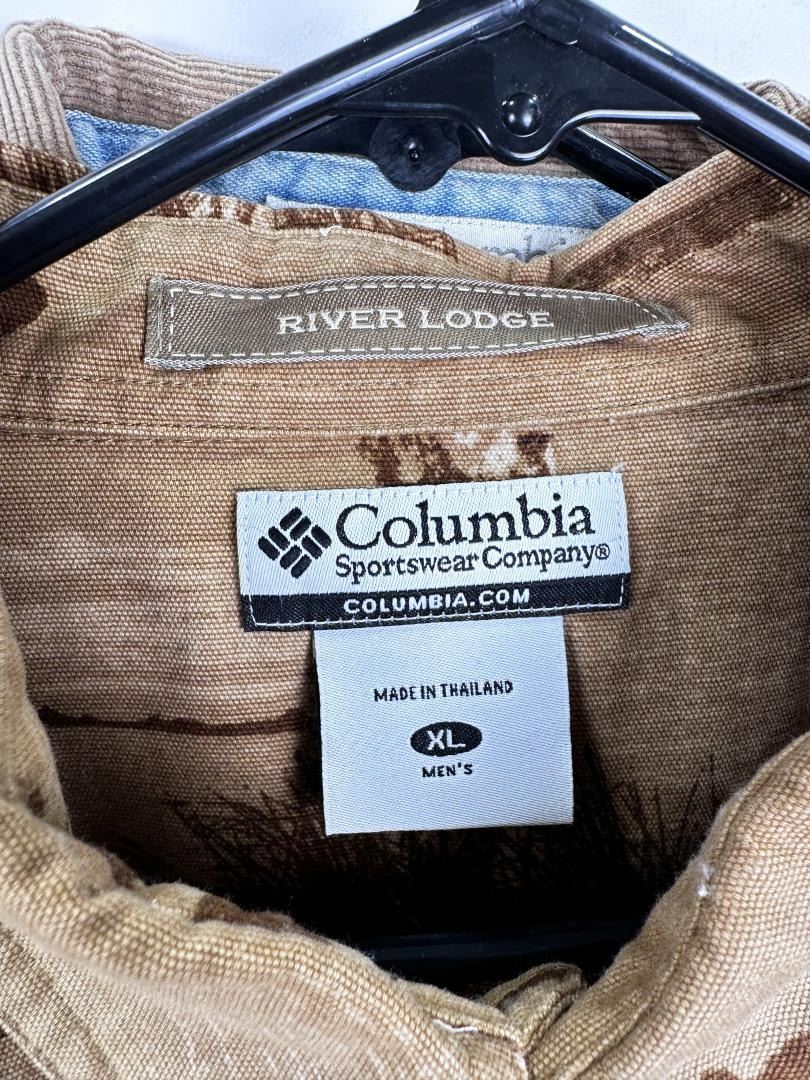 RIVER LODGE
Columbia
Sportswear Company®
COLUMBIA.COM
MADE IN THAILAND
XL
MEN'S